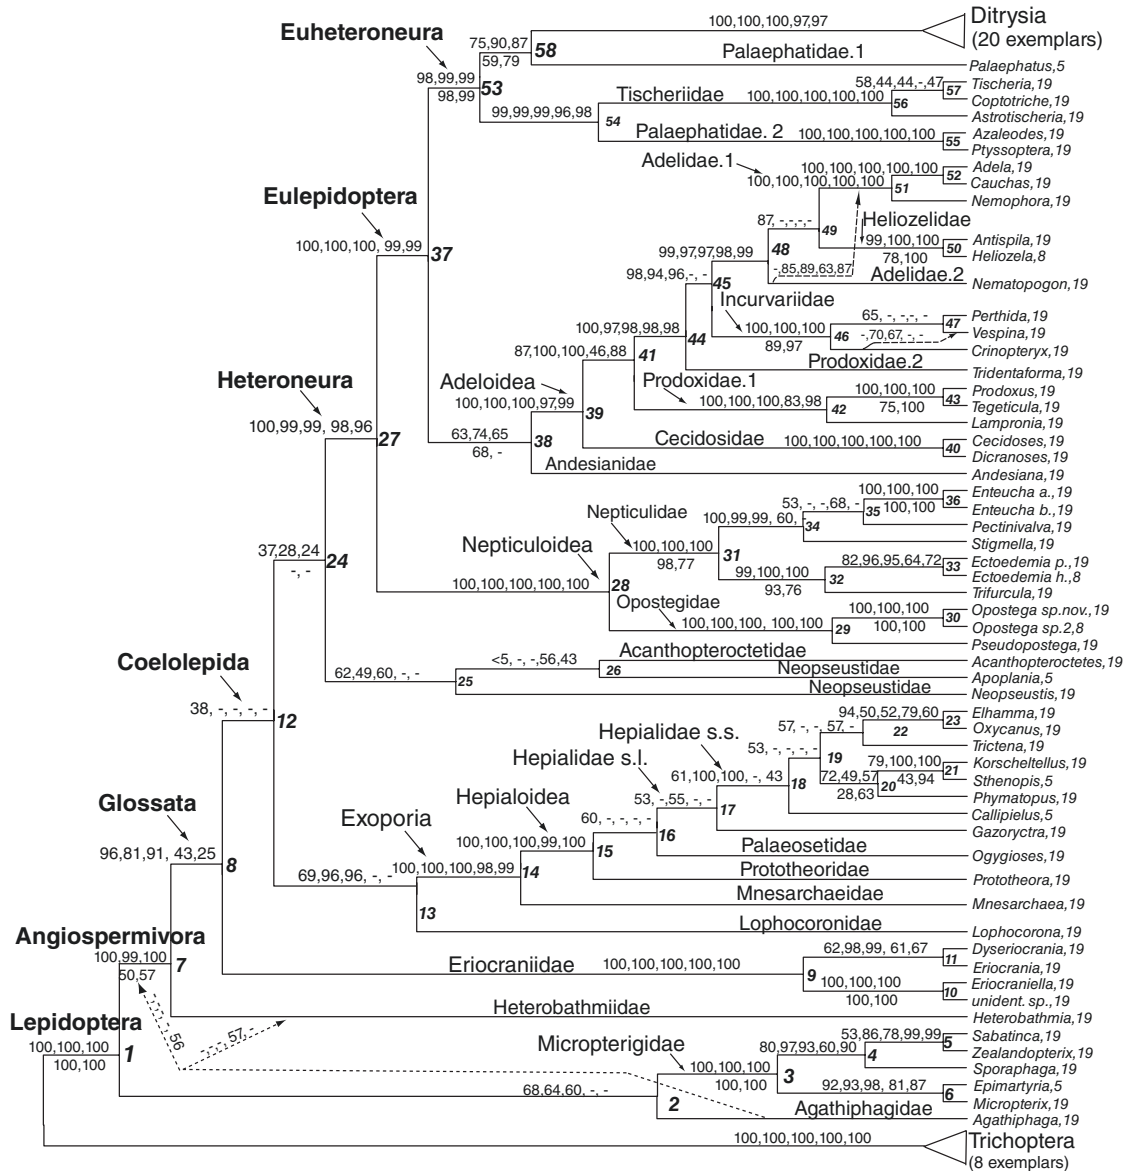 100,100,100,97,97
Ditrysia
(20 exemplars)
Euheteroneura
75,90,87
59,79
58
Palaephatidae.1
Palaephatus,5
98,99,99
98,99
53
58,44,44,-,47
57
Tischeria,19
Coptotriche,19
Tischeriidae
100,100,100,100,100
56
Astrotischeria,19
99,99,99,96,98
54
Palaephatidae. 2
100,100,100,100,100
55
Azaleodes,19
Ptyssoptera,19
Adelidae.1
100,100,100,100,100
52
Adela,19
Cauchas,19
100,100,100,100,100
51
Nemophora,19
Eulepidoptera
100,100,100, 99,99
37
87, -,-,-,-
49
Heliozelidae
99,100,100
78,100
50
Antispila,19
Heliozela,8
99,97,97,98,99
48
-,85,89,63,87
Adelidae.2
Nematopogon,19
98,94,96,-, -
45
Incurvariidae
65, -, -,-, -
47
Perthida,19
Vespina,19
100,100,100
89,97
46
-,70,67, -, -
Crinopteryx,19
100,97,98,98,98
44
Prodoxidae.2
Tridentaforma,19
87,100,100,46,88
41
Prodoxidae.1
100,100,100
75,100
43
Prodoxus,19
Tegeticula,19
100,100,100,83,98
42
Lampronia,19
Heteroneura
Adeloidea
100,100,100,97,99
39
Cecidosidae
100,100,100,100,100
40
Cecidoses,19
Dicranoses,19
100,99,99, 98,96
27
63,74,65
68, -
38
Andesianidae
Andesiana,19
100,100,100
100,100
36
Enteucha a.,19
Enteucha b.,19
53, -, -,68, -
35
Pectinivalva,19
Nepticulidae
100,99,99, 60, -
34
Stigmella,19
Nepticuloidea
100,100,100
98,77
31
82,96,95,64,72
33
Ectoedemia p.,19
Ectoedemia h.,8
99,100,100
93,76
32
Trifurcula,19
37,28,24
-, -
24
100,100,100,100,100
28
Opostegidae
100,100,100
100,100
30
Opostega sp.nov.,19
Opostega sp.2,8
100,100,100, 100,100
29
Pseudopostega,19
Coelolepida
<5, -, -,56,43
Acanthopteroctetidae
Acanthopteroctetes,19
26
Neopseustidae
Apoplania,5
62,49,60, -, -
25
Neopseustidae
Neopseustis,19
38, -, -, -, -
12
94,50,52,79,60
23
Elhamma,19
Oxycanus,19
57, -, -, 57, -
22
Trictena,19
Hepialidae s.s.
53, -, -, -, -
19
79,100,100
43,94
21
Korscheltellus,19
Sthenopis,5
72,49,57
28,63
20
Phymatopus,19
Hepialidae s.l.
61,100,100, -, 43
18
Callipielus,5
53, -,55, -, -
17
Gazoryctra,19
Glossata
Hepialoidea
60, -, -, -, -
16
Palaeosetidae
Ogygioses,19
Exoporia
100,100,100,99,100
15
Prototheoridae
Prototheora,19
96,81,91, 43,25
8
69,96,96, -, -
100,100,100,98,99
14
Mnesarchaeidae
Mnesarchaea,19
13
Lophocoronidae
Lophocorona,19
Angiospermivora
100,99,100
50,57
7
Eriocraniidae
100,100,100,100,100
62,98,99, 61,67
11
Dyseriocrania,19
Eriocrania,19
9
100,100,100
100,100
10
Eriocraniella,19
unident. sp.,19
Heterobathmiidae
Heterobathmia,19
Lepidoptera
100,100,100
100,100
1
-, -, -, -, 56
-, -, -, 57, -
Micropterigidae
53,86,78,99,99
5
Sabatinca,19
Zealandopterix,19
80,97,93,60,90
4
Sporaphaga,19
100,100,100
100,100
3
92,93,98, 81,87
6
Epimartyria,5
Micropterix,19
68,64,60, -, -
2
Agathiphagidae
Agathiphaga,19
100,100,100,100,100
Trichoptera
(8 exemplars)